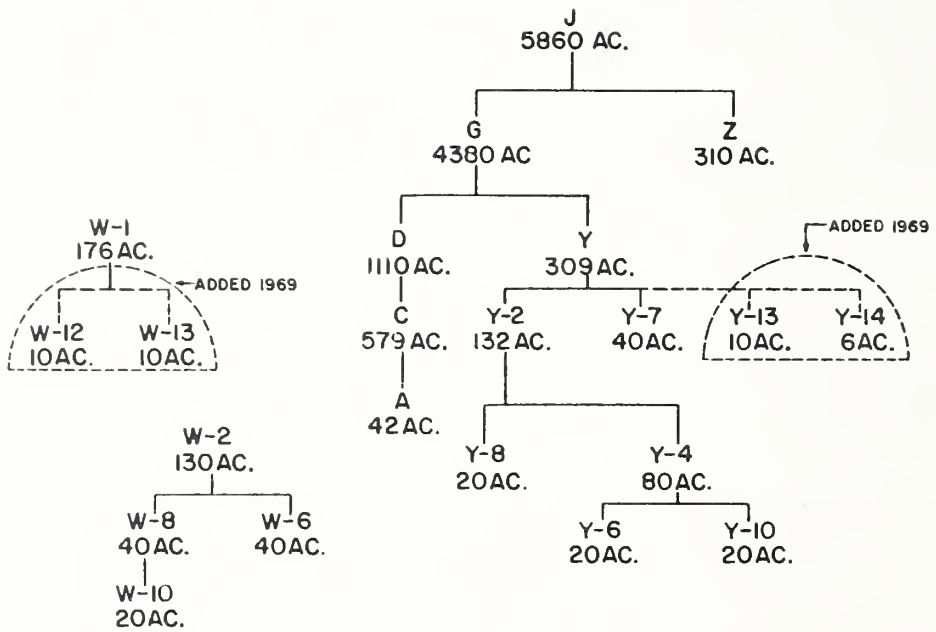 J
5860 AC.
G
4380 AC
Z
310 AC.
W-1
176 AC.
ADDED 1969
W-12
10 AC.
W-13
10 AC.
D
1110 AC.
Y
309 AC.
ADDED 1969
C
579 AC.
Y-2
132 AC.
Y-7
40 AC.
Y-13
10 AC.
Y-14
6 AC.
A
42 AC.
W-2
130 AC.
Y-8
20 AC.
Y-4
80 AC.
W-8
40 AC.
W-6
40 AC.
Y-6
20 AC.
Y-10
20 AC.
W-10
20 AC.